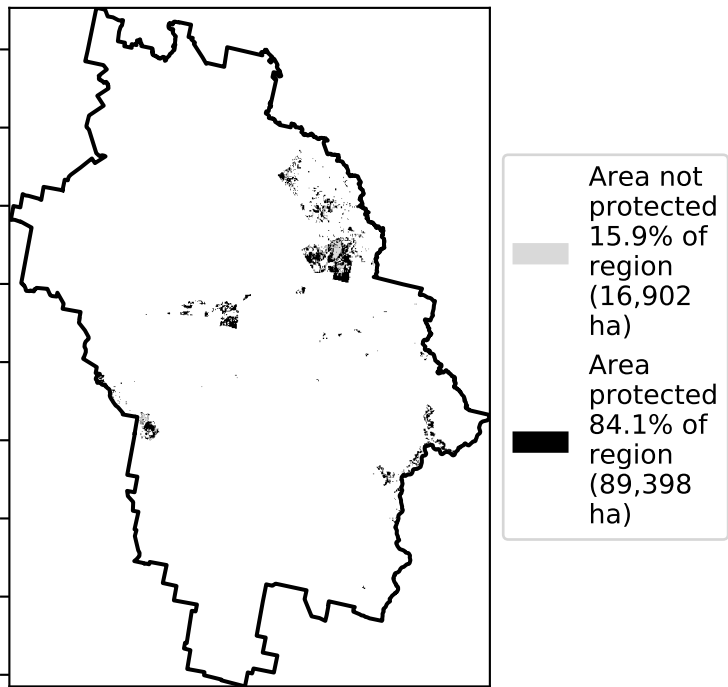 Area not
protected
15.9% of
region
(16,902
ha)
Area
protected
84.1% of
region
(89,398
ha)